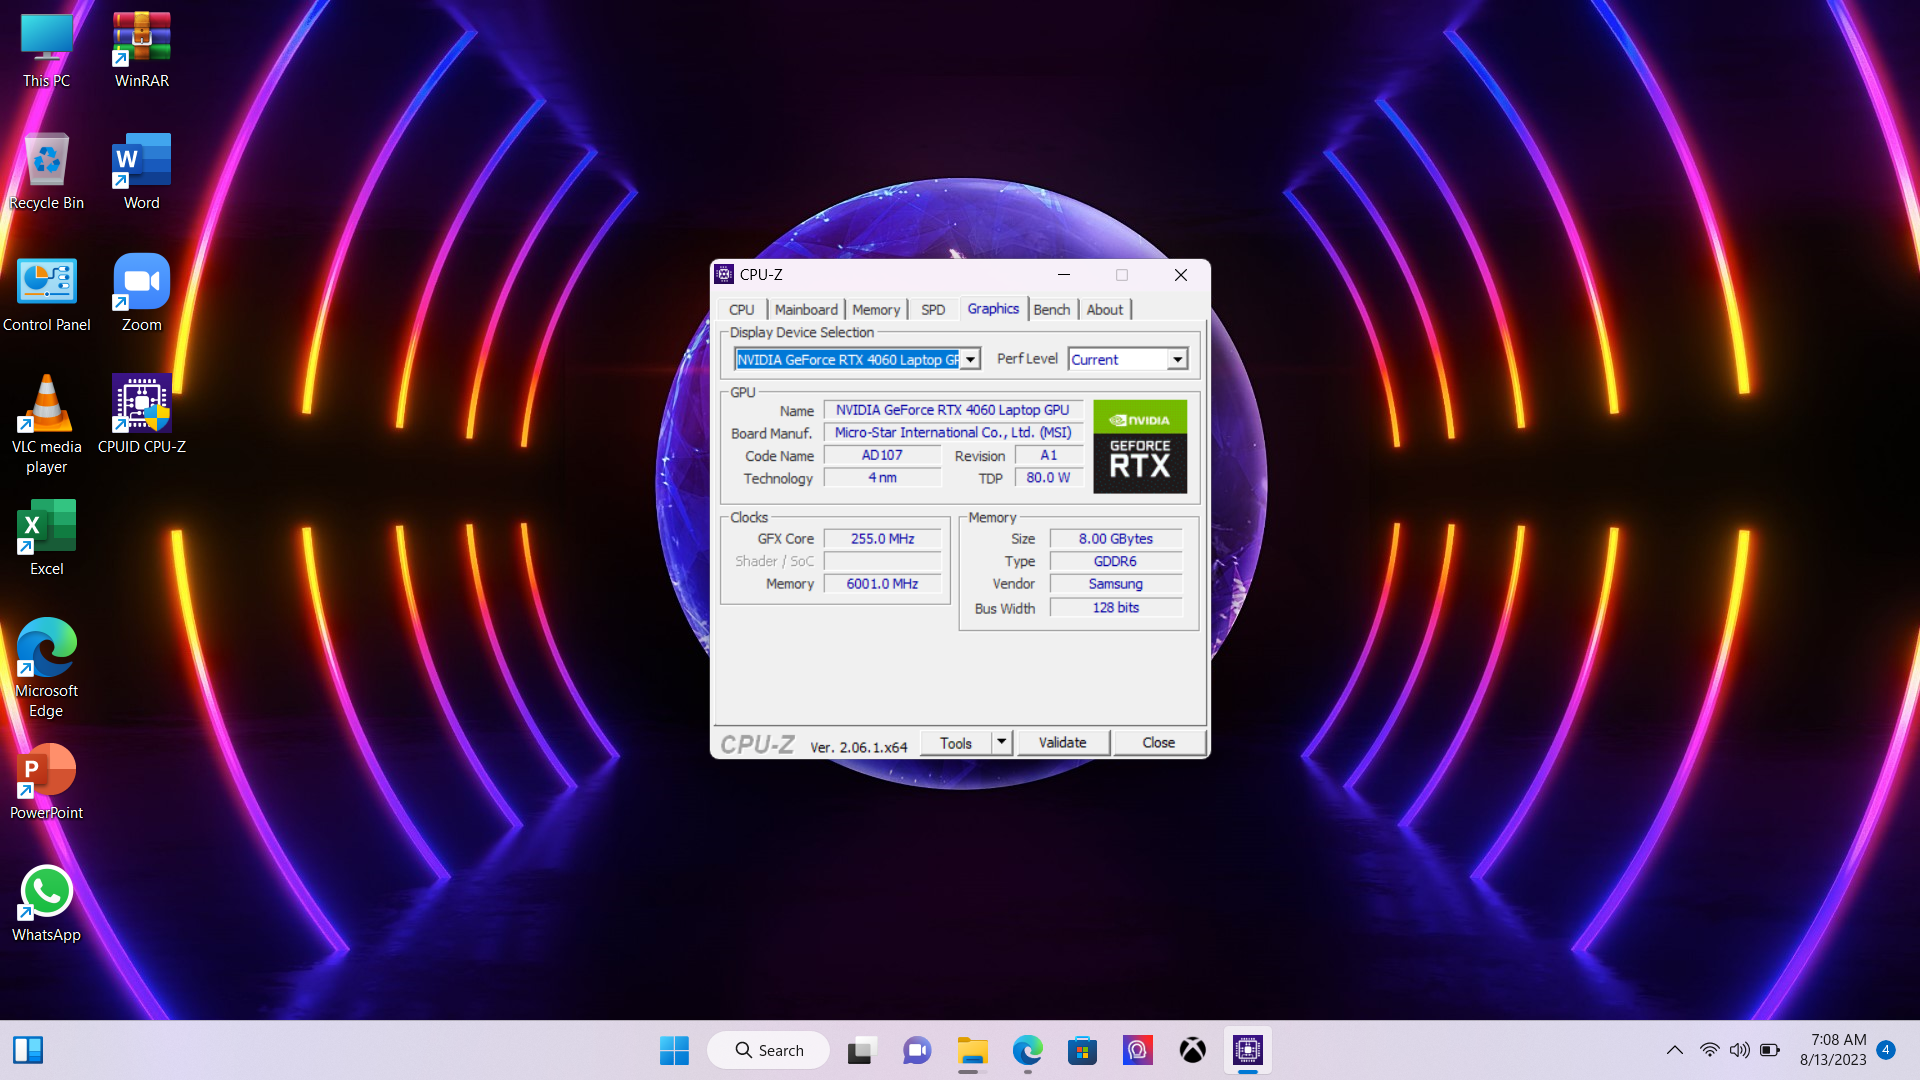 This PC
WinRAR
Recycle Bin
Word
Control Panel
Zoom
VLC media
player
CPUID CPU-Z
Excel
Microsoft
Edge
PowerPoint
WhatsApp
CPU-Z
CPU Mainboard Memory SPD Graphics Bench About
Display Device Selection
NVIDIA GeForce RTX 4060 Laptop GP Perf Level Current
GPU
Name NVIDIA GeForce RTX 4060 Laptop GPU
Board Manuf. Micro-Star International Co., Ltd. (MSI)
Code Name AD107 Revision A1
Technology 4 nm TDP 80.0 W
NVIDIA
GEFORCE
RTX
Clocks
GFX Core 255.0 MHz
Shader / SoC
Memory 6001.0 MHz
Memory
Size 8.00 GBytes
Type GDDR6
Vendor Samsung
Bus Width 128 bits
CPU-Z Ver. 2.06.1.x64 Tools Validate Close
Search
7:08 AM
8/13/2023
4